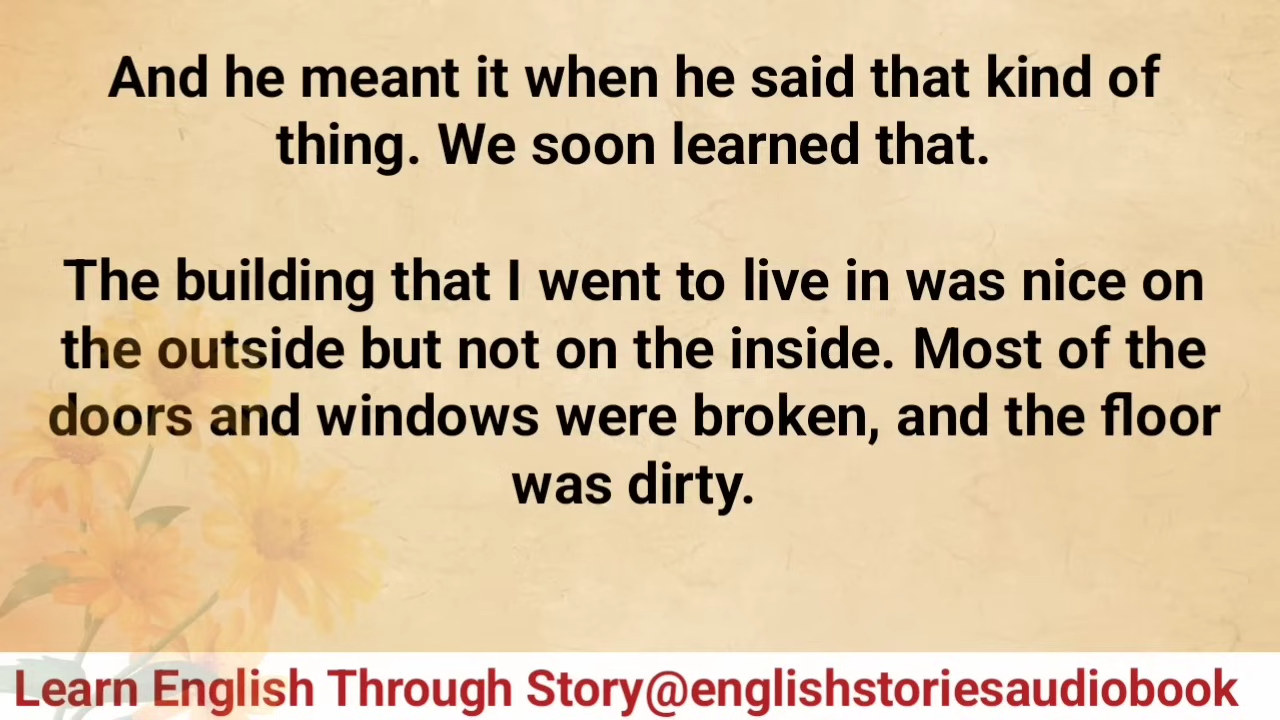 And he meant it when he said that kind of
thing. We soon learned that.
The building that I went to live in was nice on
the outside but not on the inside. Most of the
doors and windows were broken, and the floor
was dirty.
Learn English Through Story@englishstoriesaudiobook